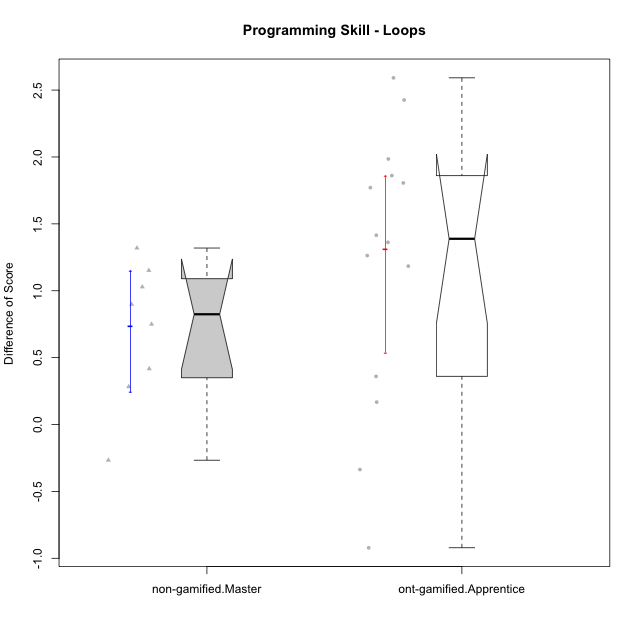 Programming Skill - Loops
Difference of Score
2.5
2.0
1.5
1.0
0.5
0.0
-0.5
-1.0
non-gamified.Master
ont-gamified.Apprentice